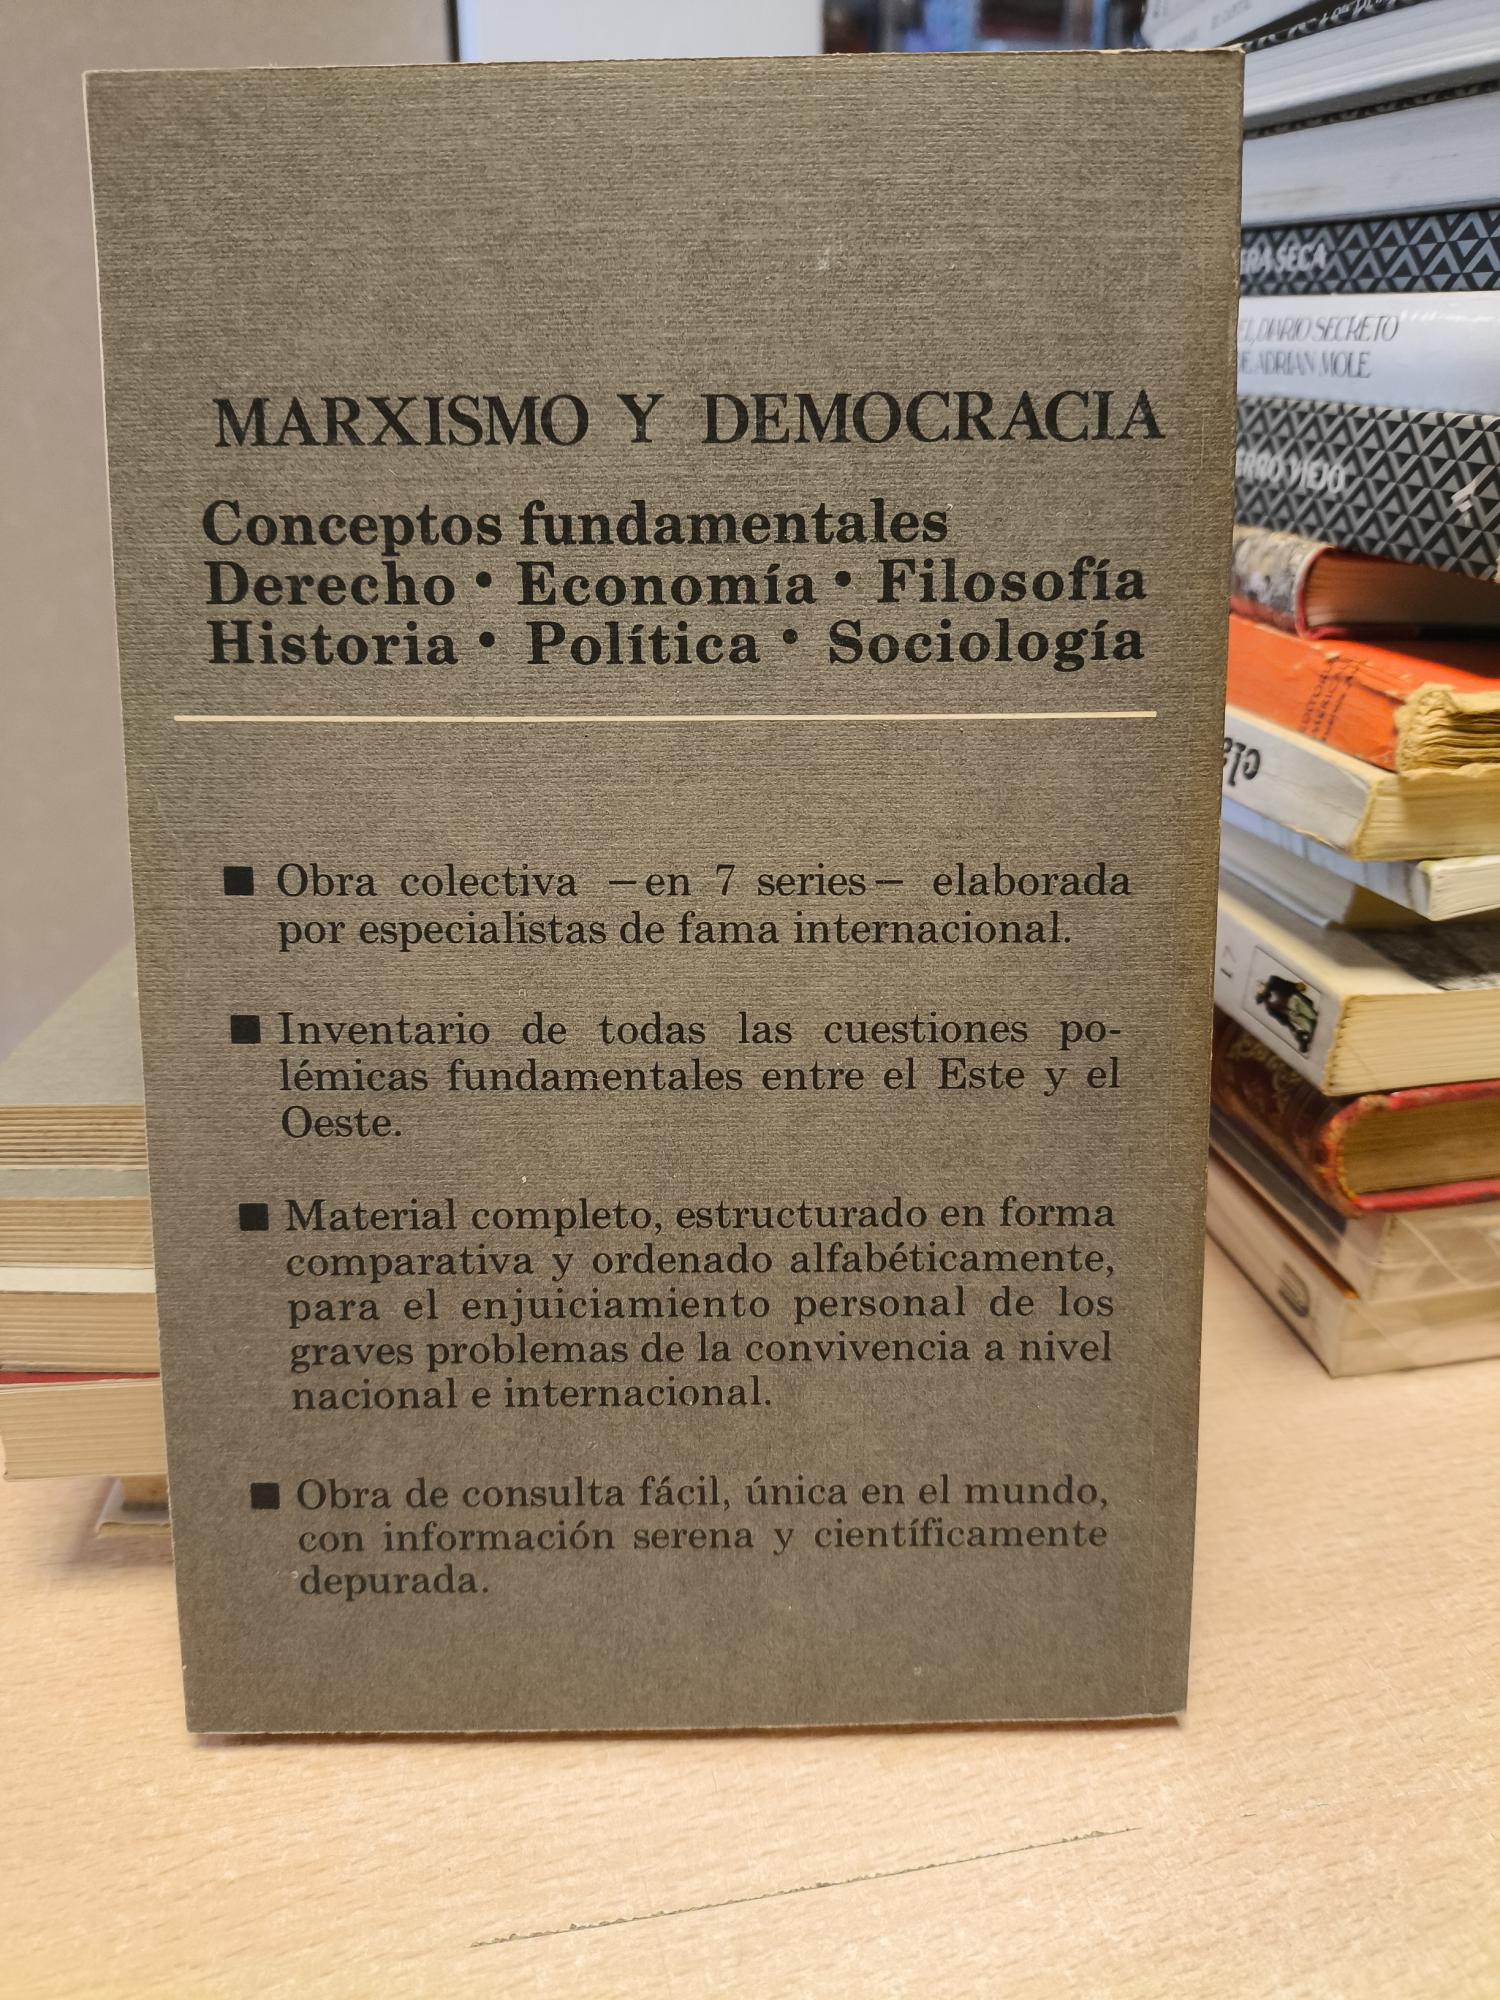 MARXISMO Y DEMOCRACIA
Conceptos fundamentales
Derecho • Economía • Filosofía
Historia • Política • Sociología
■ Obra colectiva —en 7 series— elaborada
por especialistas de fama internacional.
■ Inventario de todas las cuestiones po-
lémicas fundamentales entre el Este y el
Oeste.
■ Material completo, estructurado en forma
comparativa y ordenado alfabéticamente,
para el enjuiciamiento personal de los
graves problemas de la convivencia a nivel
nacional e internacional.
■ Obra de consulta fácil, única en el mundo,
con información serena y científicamente
depurada.
EL DIARIO SECRETO
DE ADRIAN MOLE
VIEJO
17